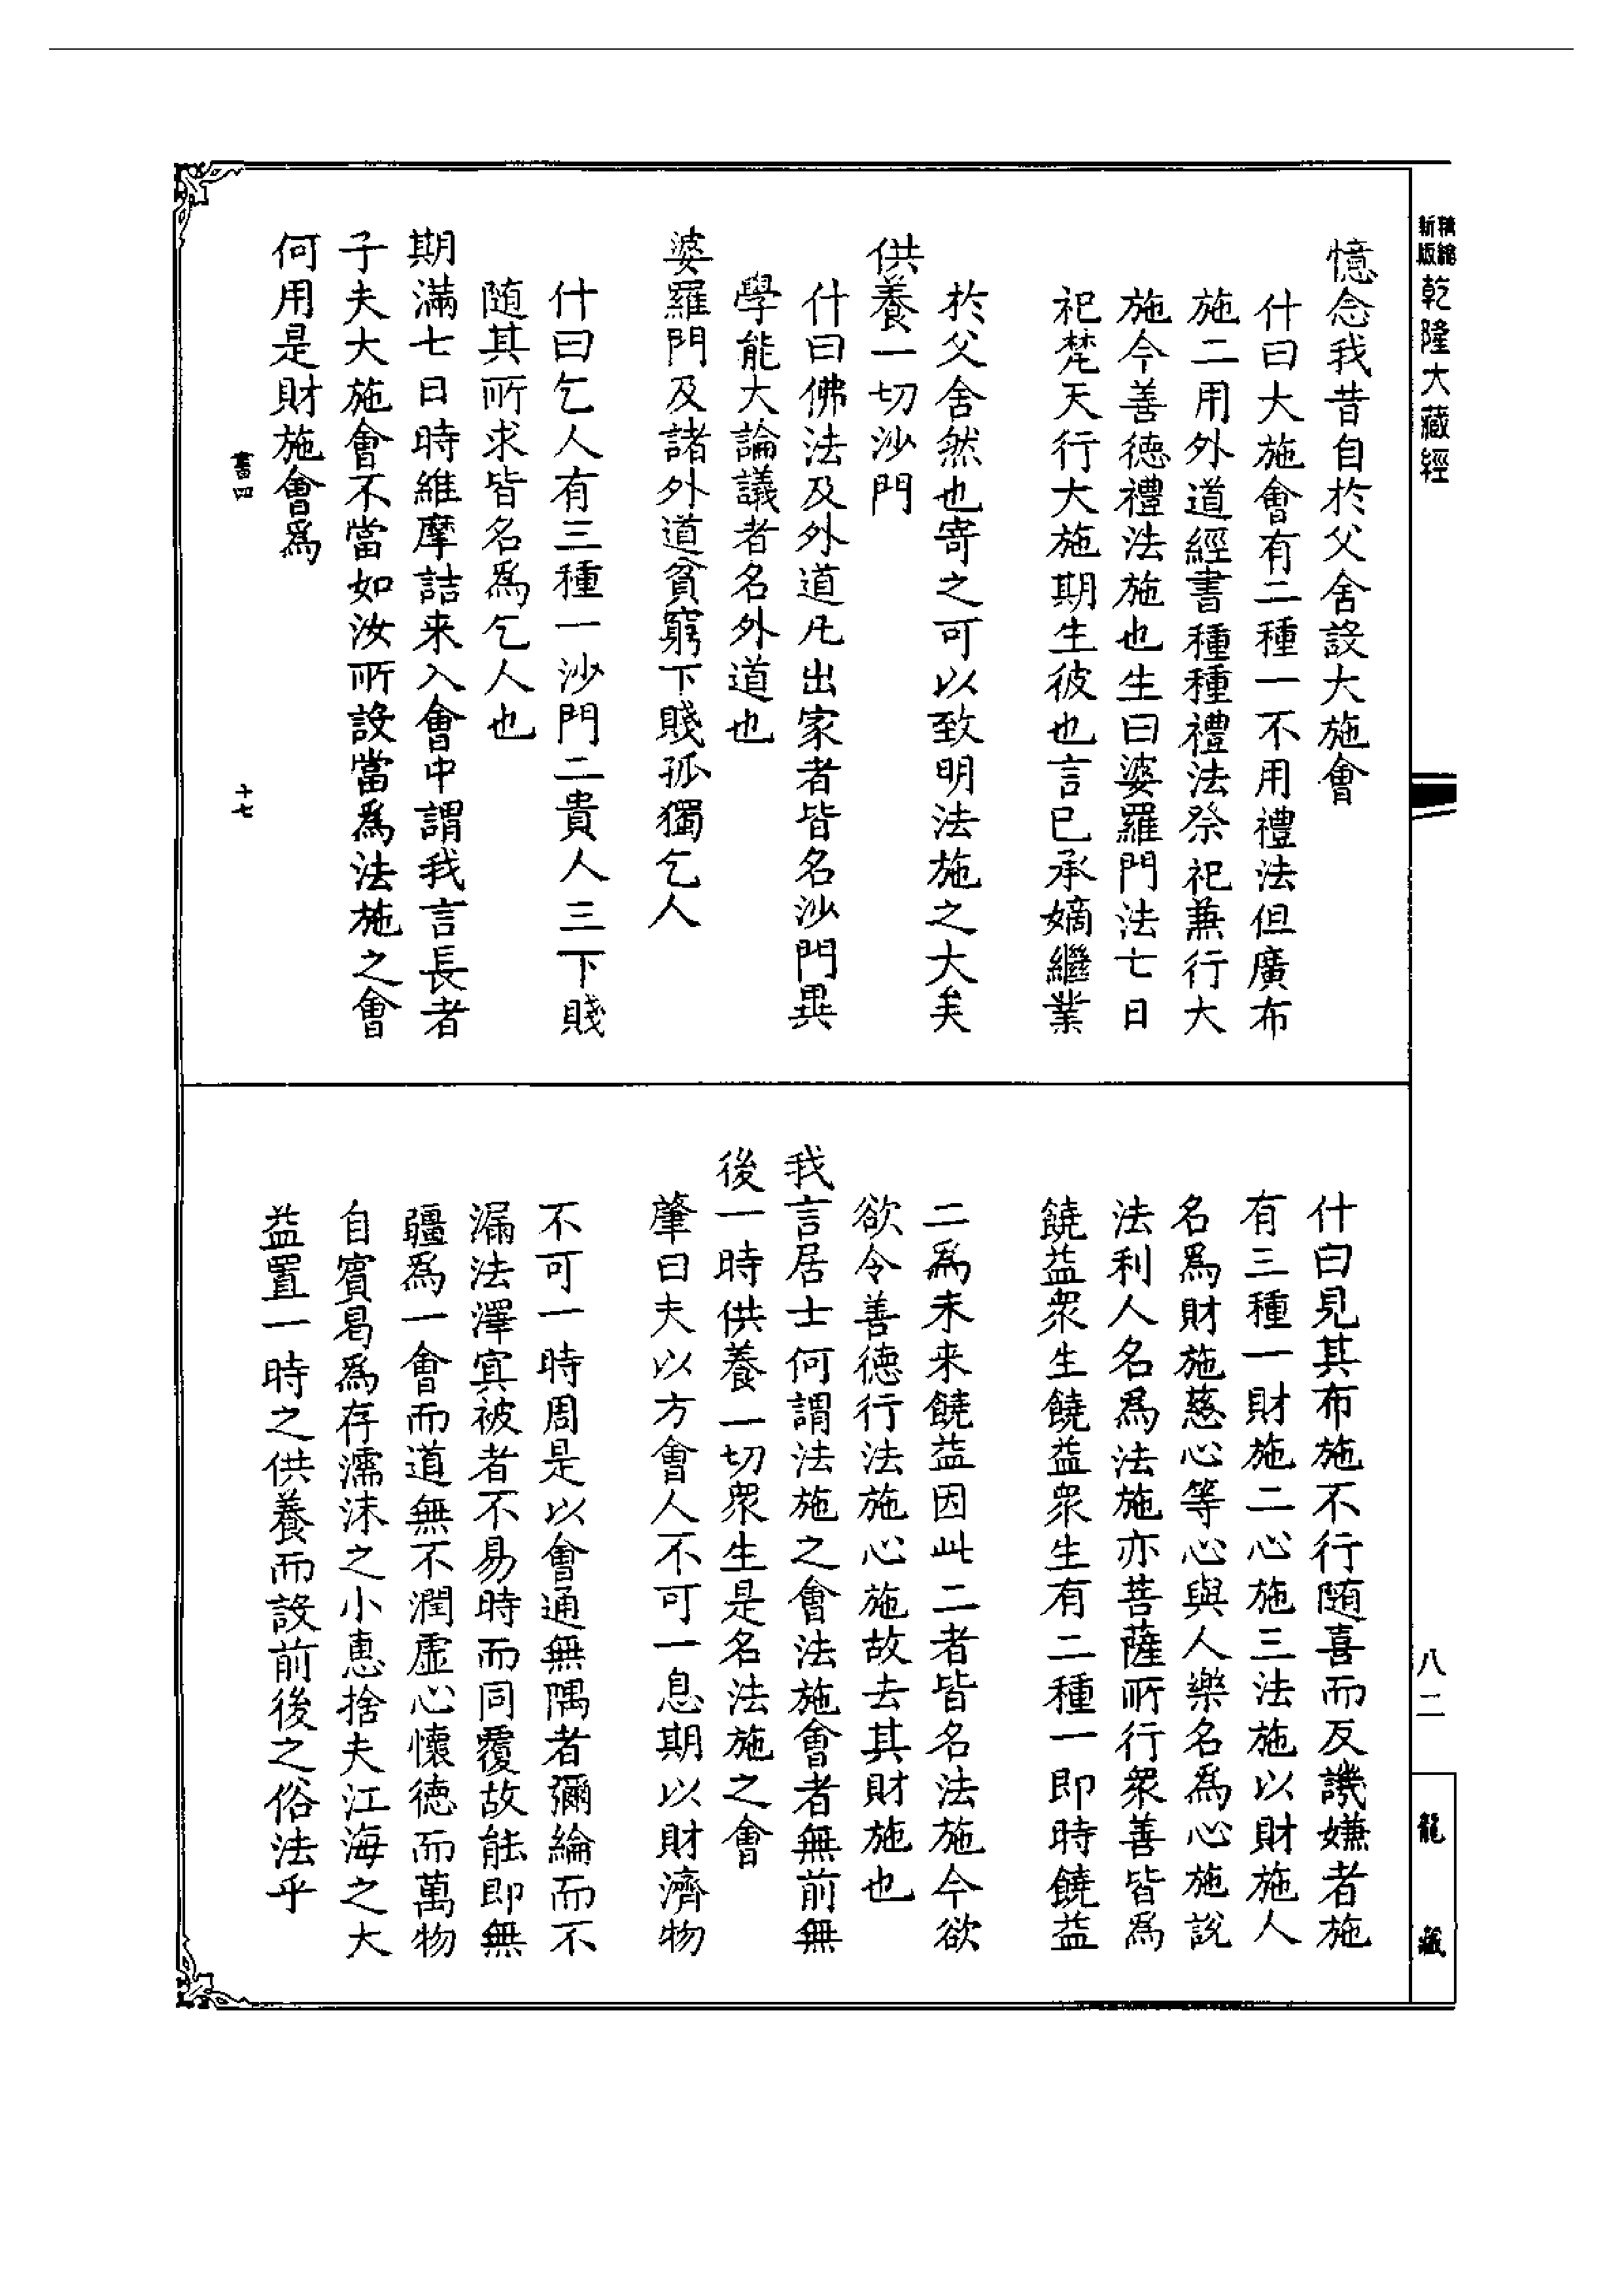 精縮新版乾隆大藏經
憶念我昔自於父舍設大施會
什曰大施會有二種一不用禮法但廣布
施二用外道經書種種禮法祭祀兼行大
施今善德禮法施也生曰婆羅門法七日
祀梵天行大施期生彼也言已承嫡繼業
於父舍然也寄之可以致明法施之大矣
供養一切沙門
什曰佛法及外道凡出家者皆名沙門異
學能大論議者名外道也
婆羅門及諸外道貧窮下賤孤獨乞人
什曰乞人有三種一沙門二貴人三下賤
随其所求皆名爲乞人也
期滿七日時維摩詰来入會中謂我言長者
子夫大施會不當如汝所設當爲法施之會
何用是財施會爲
書四
十七
什曰見其布施不行随喜而反譏嫌者施
有三種一財施二心施三法施以財施人
名爲財施慈心等心與人樂名爲心施說
法利人名爲法施亦菩薩所行衆善皆爲
饒益衆生饒益衆生有二種一即時饒益
二爲未来饒益因此二者皆名法施今欲
欲令善德行法施心施故去其財施也
我言居士何謂法施之會法施會者無前無
後一時供養一切衆生是名法施之會
肇曰夫以方會人不可一息期以財濟物
不可一時周是以會通無隅者彌綸而不
漏法澤宜被者不易時而同覆故能即無
疆爲一會而道無不潤虛心懷德而萬物
自賓曷爲存濡沫之小惠捨夫江海之大
益置一時之供養而設前後之俗法乎
八二
龍藏